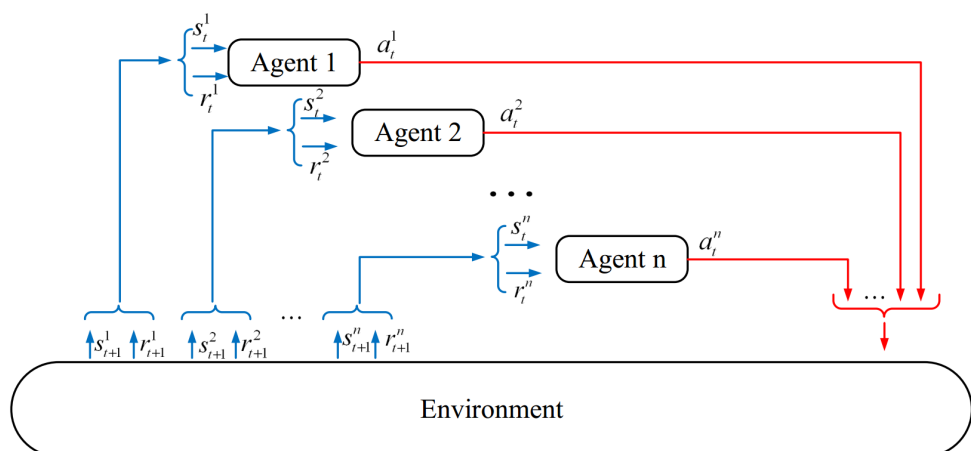 s_t^1
Agent 1
a_t^1
r_t^1
s_t^2
Agent 2
a_t^2
r_t^2
...
s_t^n
Agent n
a_t^n
r_t^n
...
...
s_{t+1}^1 r_{t+1}^1 s_{t+1}^2 r_{t+1}^2 s_{t+1}^n r_{t+1}^n
Environment